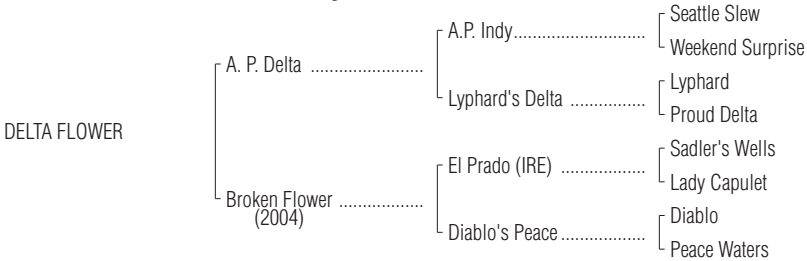 Seattle Slew
A.P. Indy............................
Weekend Surprise
A. P. Delta ........................
Lyphard
Lyphard's Delta ................
Proud Delta
DELTA FLOWER
Sadler's Wells
El Prado (IRE) ..................
Lady Capulet
Broken Flower ..................
(2004)
Diablo
Diablo's Peace..................
Peace Waters